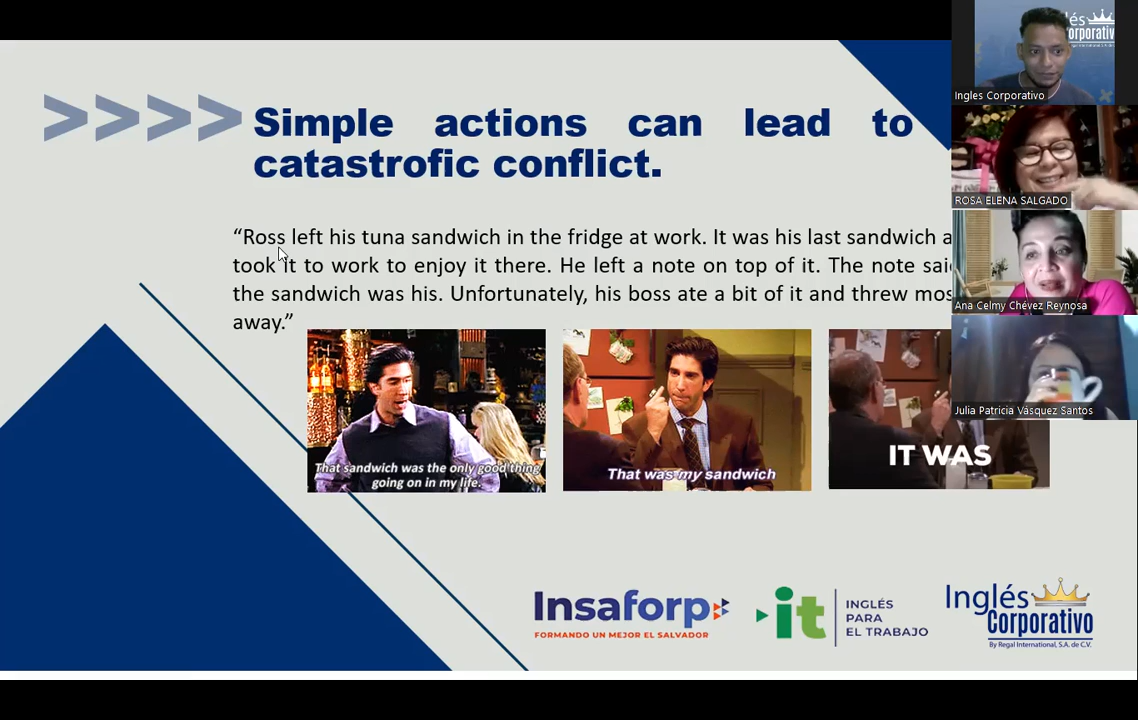 >>>> Simple actions can lead to
catastrofic conflict.
“Ross left his tuna sandwich in the fridge at work. It was his last sandwich
took it to work to enjoy it there. He left a note on top of it. The note
the sandwich was his. Unfortunately, his boss ate a bit of it and threw
away.”
That sandwich was the only good thing
going on in my life.
That was my sandwich
IT WAS
Insaforp
FORMANDO UN MEJOR EL SALVADOR
it
INGLÉS
PARA
EL TRABAJO
Inglés
Corporativo
By Regal International, S.A. de C.V.
Ingles Corporativo
ROSA ELENA SALGADO
Ana Celmy Chévez Reynosa
Julia Patricia Vásquez Santos